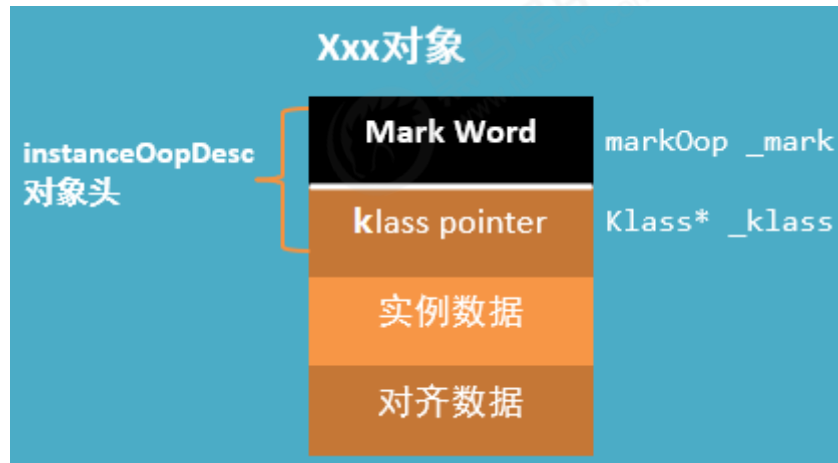 Xxx对象
instanceOopDesc
对象头
Mark Word
markOop _mark
klass pointer
Klass* _klass
实例数据
对齐数据